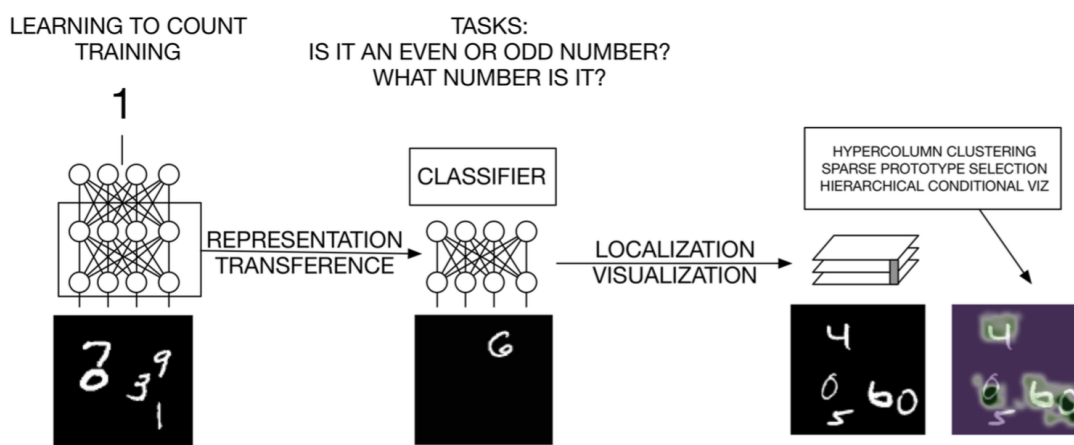 LEARNING TO COUNT
TRAINING
1
TASKS:
IS IT AN EVEN OR ODD NUMBER?
WHAT NUMBER IS IT?
CLASSIFIER
HYPERCOLUMN CLUSTERING
SPARSE PROTOTYPE SELECTION
HIERARCHICAL CONDITIONAL VIZ
REPRESENTATION
TRANSFERENCE
LOCALIZATION
VISUALIZATION
7 9
0 3
1
6
4
0 6 0
5
4
0 6 0
5